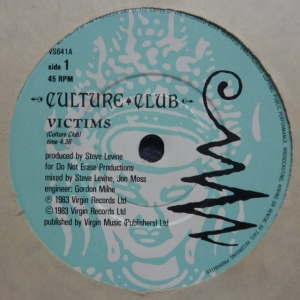 VS641A
side 1
45 RPM
CULTURE CLUB
VICTIMS
(Culture Club)
time 4.36
produced by Steve Levine
for Do Not Erase Productions
mixed by Steve Levine, Jon Moss
engineer: Gordon Milne
℗ 1983 Virgin Records Ltd
© 1983 Virgin Records Ltd
published by Virgin Music (Publishers) Ltd